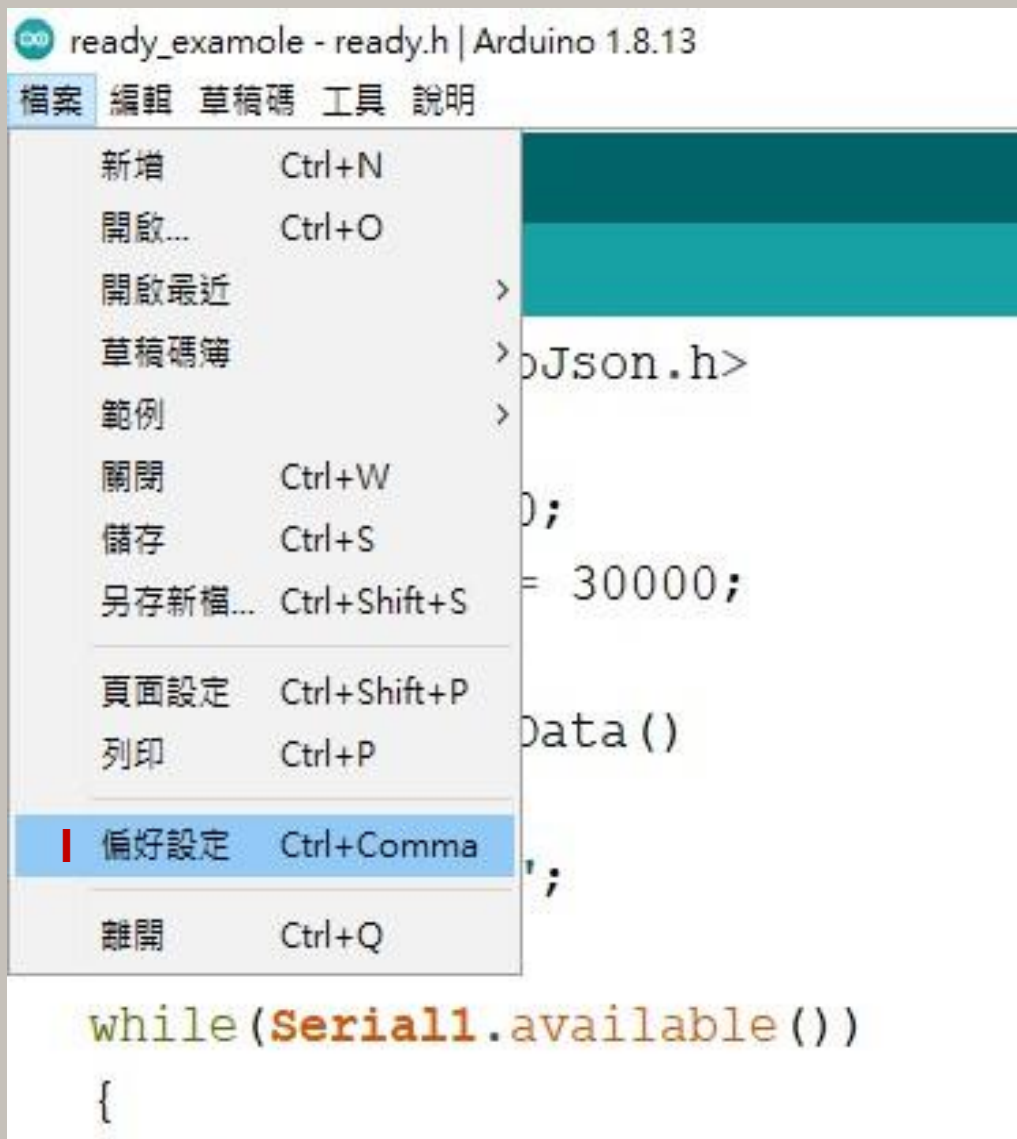 ready_examole - ready.h | Arduino 1.8.13
檔案 編輯 草稿碼 工具 說明
新增 Ctrl+N
開啟... Ctrl+O
開啟最近 >
草稿碼簿 >
範例 >
關閉 Ctrl+W
儲存 Ctrl+S
另存新檔... Ctrl+Shift+S
頁面設定 Ctrl+Shift+P
列印 Ctrl+P
偏好設定 Ctrl+Comma
離開 Ctrl+Q
oJson.h>
);
= 30000;
Data()
";
while(Serial1.available())
{